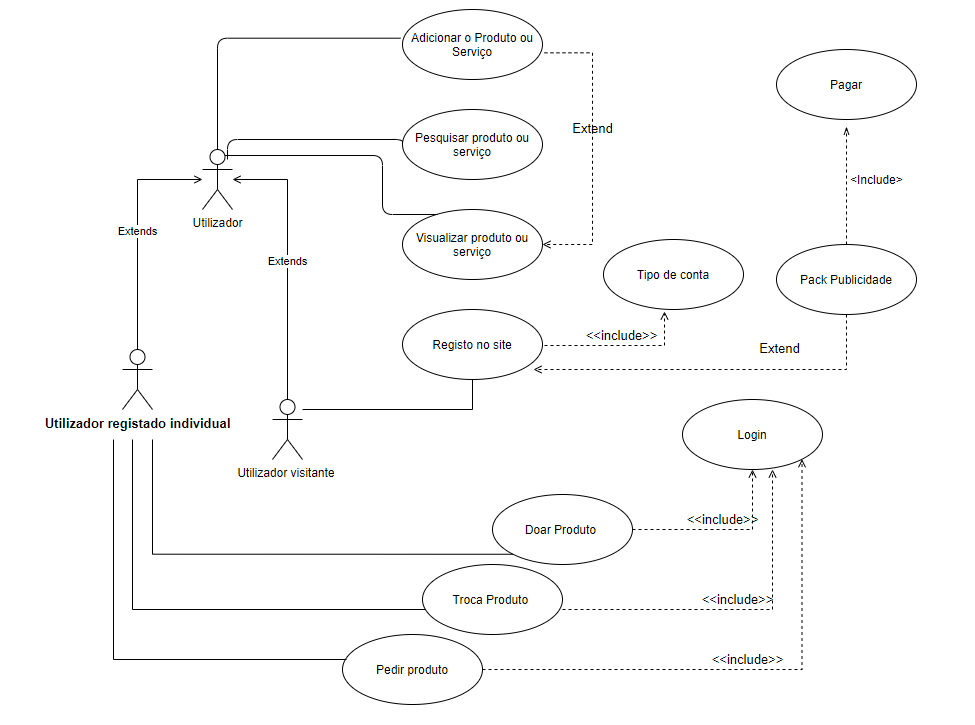 Adicionar o Produto ou
Serviço
Pagar
Extend
Pesquisar produto ou
serviço
<Include>
Utilizador
Extends
Visualizar produto ou
serviço
Extends
Tipo de conta
Pack Publicidade
<<include>>
Registo no site
Extend
Utilizador registado individual
Login
Utilizador visitante
<<include>>
Doar Produto
Troca Produto
<<include>>
Pedir produto
<<include>>